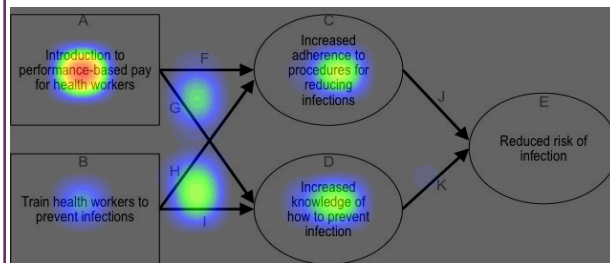 A
Introduction to
performance-based pay
for health workers
B
Train health workers to
prevent infections
F
G
H
I
C
Increased
adherence to
procedures for
reducing
infections
D
Increased
knowledge of
how to prevent
infection
J
K
E
Reduced risk of
infection